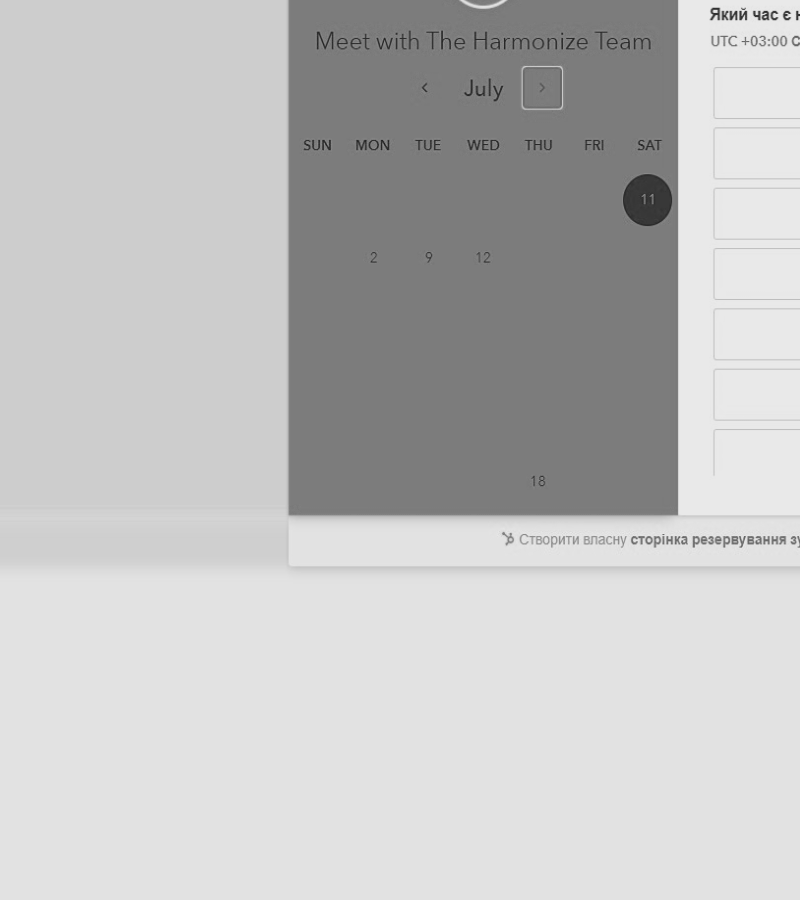 Який час є н
Meet with The Harmonize Team
UTC +03:00 С
July
SUN MON TUE WED THU FRI SAT
11
2 9 12
18
Створити власну сторінка резервування зу